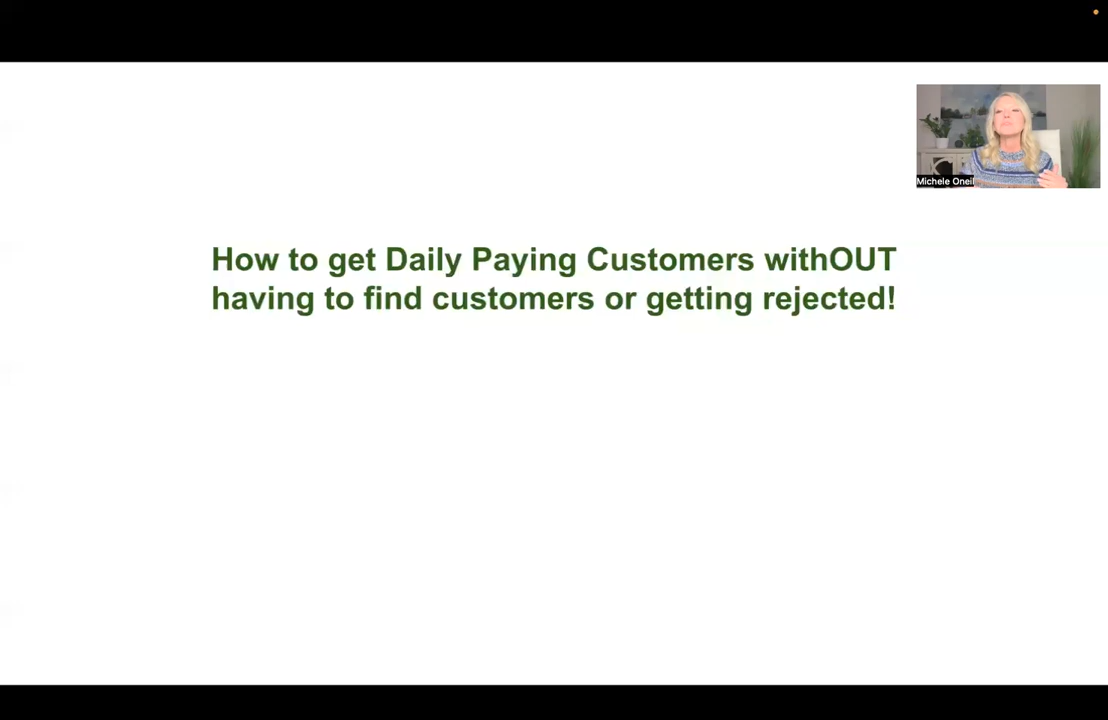 Michele Oneil
How to get Daily Paying Customers withOUT
having to find customers or getting rejected!